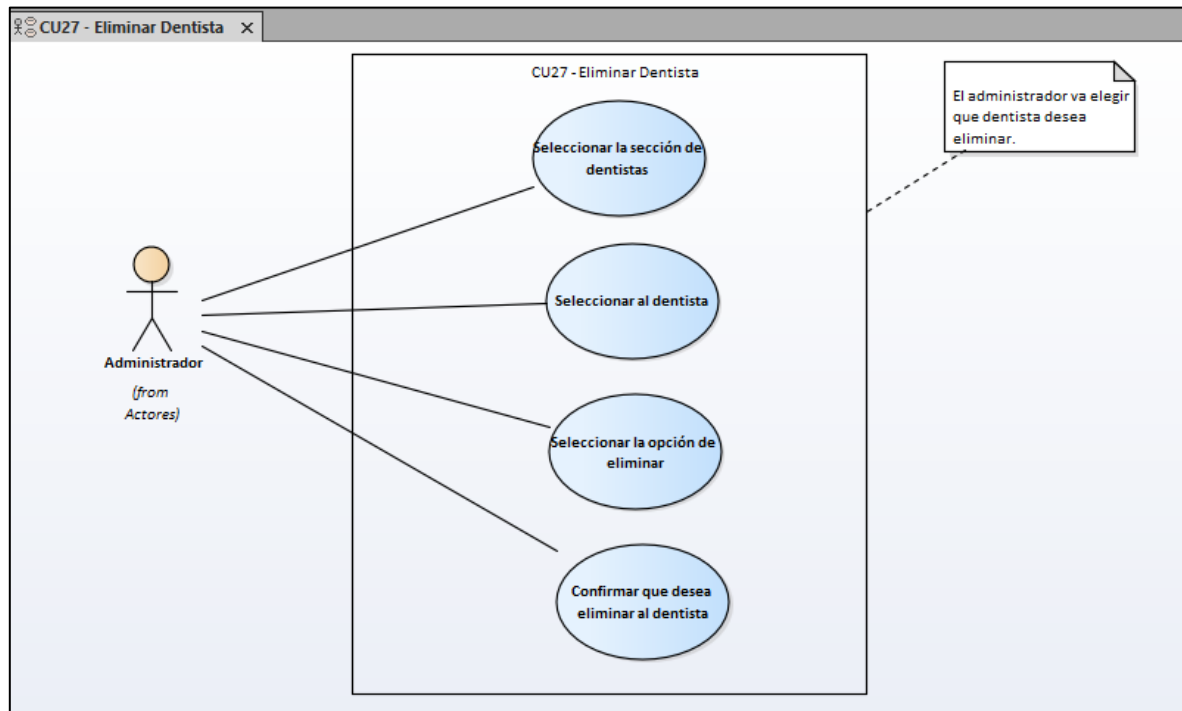 CU27 - Eliminar Dentista
CU27 - Eliminar Dentista
El administrador va elegir
que dentista desea
eliminar.
Seleccionar la sección de
dentistas
Seleccionar al dentista
Administrador
(from
Actores)
Seleccionar la opción de
eliminar
Confirmar que desea
eliminar al dentista